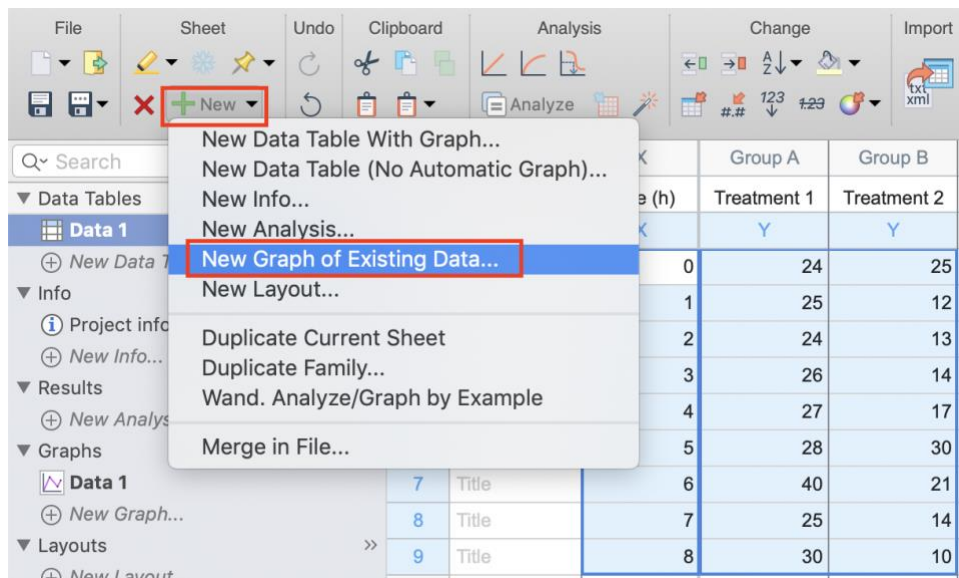 File Sheet Undo Clipboard Analysis Change Import
New Analyze #.# 123 123 txt xml
Search
New Data Table With Graph...
New Data Table (No Automatic Graph)...
New Info...
New Analysis...
New Graph of Existing Data...
New Layout...
Duplicate Current Sheet
Duplicate Family...
Wand. Analyze/Graph by Example
Merge in File...
Data Tables
Data 1
New Data T
Info
Project info
New Info...
Results
New Analys
Graphs
Data 1
New Graph...
Layouts
New Layout
X Group A Group B
e (h) Treatment 1 Treatment 2
X Y Y
0 24 25
1 25 12
2 24 13
3 26 14
4 27 17
5 28 30
7 Title 6 40 21
8 Title 7 25 14
9 Title 8 30 10